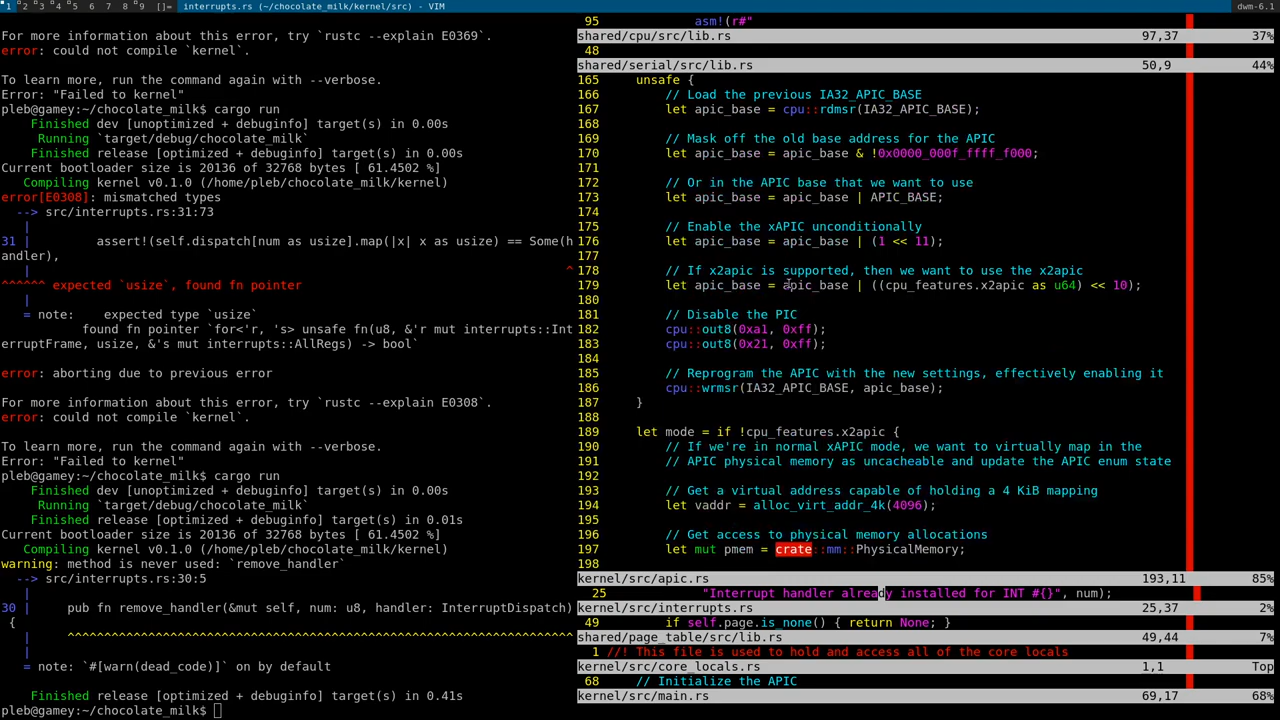 1 2 3 4 5 6 7 8 9 []= interrupts.rs (~/chocolate_milk/kernel/src) - VIM dwm-6.1
For more information about this error, try `rustc --explain E0369`.
error: could not compile `kernel`.
To learn more, run the command again with --verbose.
Error: "Failed to kernel"
pleb@gamey:~/chocolate_milk$ cargo run
Finished dev [unoptimized + debuginfo] target(s) in 0.00s
Running `target/debug/chocolate_milk`
Finished release [optimized + debuginfo] target(s) in 0.00s
Current bootloader size is 20136 of 32768 bytes [ 61.4502 %]
Compiling kernel v0.1.0 (/home/pleb/chocolate_milk/kernel)
error[E0308]: mismatched types
--> src/interrupts.rs:31:73
|
31 | assert!(self.dispatch[num as usize].map(|x| x as usize) == Some(h
andler),
| ^
^^^^^^ expected `usize`, found fn pointer
|
= note: expected type `usize`
found fn pointer `for<'r, 's> unsafe fn(u8, &'r mut interrupts::Int
erruptFrame, usize, &'s mut interrupts::AllRegs) -> bool`
error: aborting due to previous error
For more information about this error, try `rustc --explain E0308`.
error: could not compile `kernel`.
To learn more, run the command again with --verbose.
Error: "Failed to kernel"
pleb@gamey:~/chocolate_milk$ cargo run
Finished dev [unoptimized + debuginfo] target(s) in 0.00s
Running `target/debug/chocolate_milk`
Finished release [optimized + debuginfo] target(s) in 0.01s
Current bootloader size is 20136 of 32768 bytes [ 61.4502 %]
Compiling kernel v0.1.0 (/home/pleb/chocolate_milk/kernel)
warning: method is never used: `remove_handler`
--> src/interrupts.rs:30:5
|
30 | pub fn remove_handler(&mut self, num: u8, handler: InterruptDispatch)
{
| ^^^^^^^^^^^^^^^^^^^^^^^^^^^^^^^^^^^^^^^^^^^^^^^^^^^^^^^^^^^^^^^^^^^^^
|
= note: `#[warn(dead_code)]` on by default
Finished release [optimized + debuginfo] target(s) in 0.41s
pleb@gamey:~/chocolate_milk$
95 asm!(r#"
shared/cpu/src/lib.rs 97,37 37%
48
shared/serial/src/lib.rs 50,9 44%
165 unsafe {
166 // Load the previous IA32_APIC_BASE
167 let apic_base = cpu::rdmsr(IA32_APIC_BASE);
168
169 // Mask off the old base address for the APIC
170 let apic_base = apic_base & !0x0000_000f_ffff_f000;
171
172 // Or in the APIC base that we want to use
173 let apic_base = apic_base | APIC_BASE;
174
175 // Enable the xAPIC unconditionally
176 let apic_base = apic_base | (1 << 11);
177
178 // If x2apic is supported, then we want to use the x2apic
179 let apic_base = apic_base | ((cpu_features.x2apic as u64) << 10);
180
181 // Disable the PIC
182 cpu::out8(0xa1, 0xff);
183 cpu::out8(0x21, 0xff);
184
185 // Reprogram the APIC with the new settings, effectively enabling it
186 cpu::wrmsr(IA32_APIC_BASE, apic_base);
187 }
188
189 let mode = if !cpu_features.x2apic {
190 // If we're in normal xAPIC mode, we want to virtually map in the
191 // APIC physical memory as uncacheable and update the APIC enum state
192
193 // Get a virtual address capable of holding a 4 KiB mapping
194 let vaddr = alloc_virt_addr_4k(4096);
195
196 // Get access to physical memory allocations
197 let mut pmem = crate::mm::PhysicalMemory;
198
kernel/src/apic.rs 193,11 85%
25 "Interrupt handler already installed for INT #{}", num);
kernel/src/interrupts.rs 25,37 2%
49 if self.page.is_none() { return None; }
shared/page_table/src/lib.rs 49,44 7%
1 //! This file is used to hold and access all of the core locals
kernel/src/core_locals.rs 1,1 Top
68 // Initialize the APIC
kernel/src/main.rs 69,17 68%